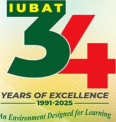 IUBAT
34
YEARS OF EXCELLENCE
1991-2025
An Environment Designed for Learning